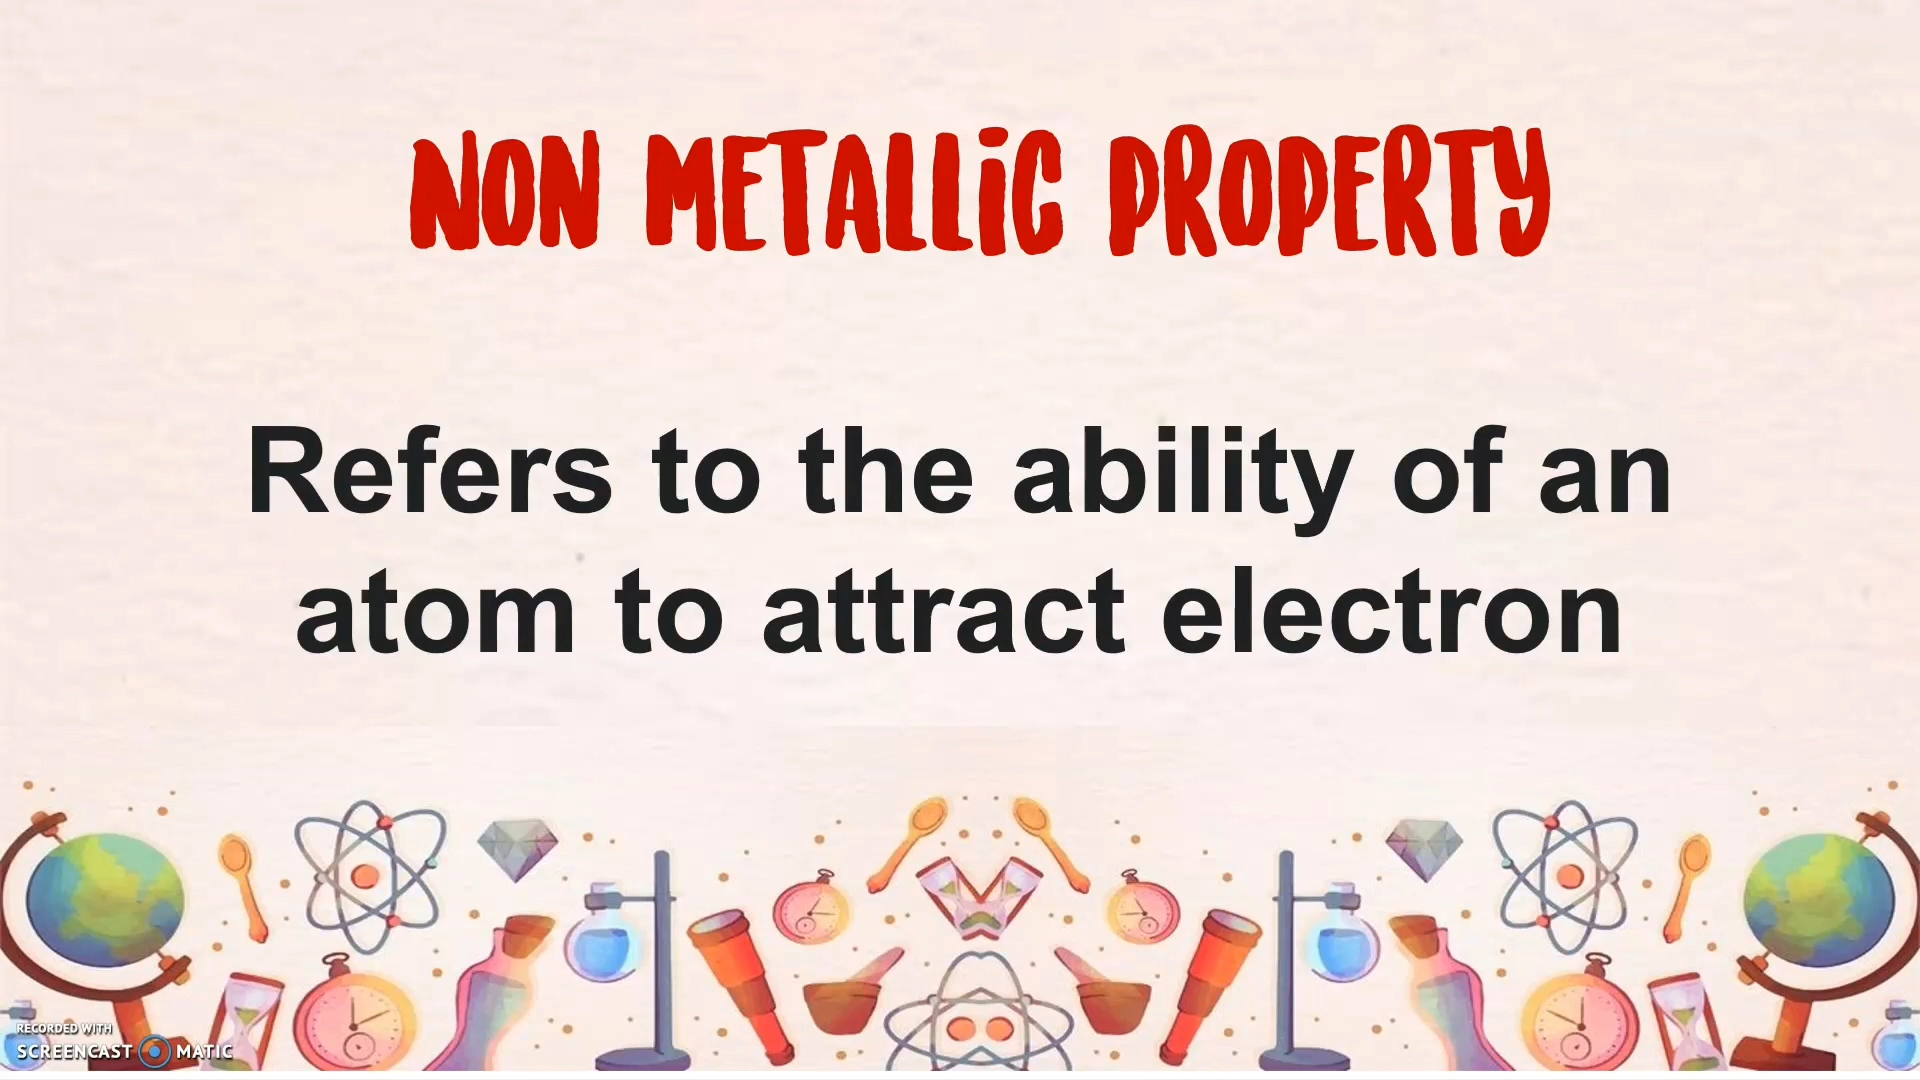 NON METALLIC PROPERTY
Refers to the ability of an
atom to attract electron
RECORDED WITH
SCREENCAST MATIC